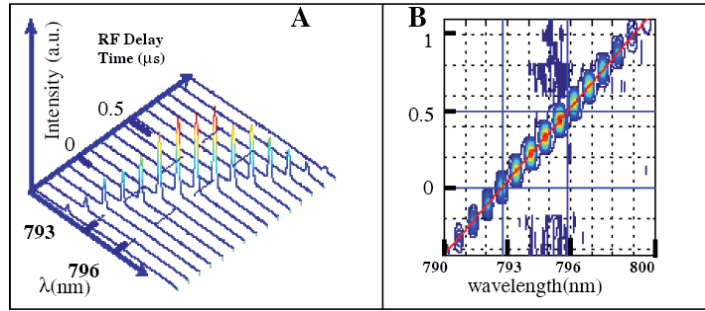 A
RF Delay
Time (μs)
Intensity (a.u.)
0.5
0
793
796
λ(nm)
B
1
0.5
0
790
793
796
800
wavelength(nm)